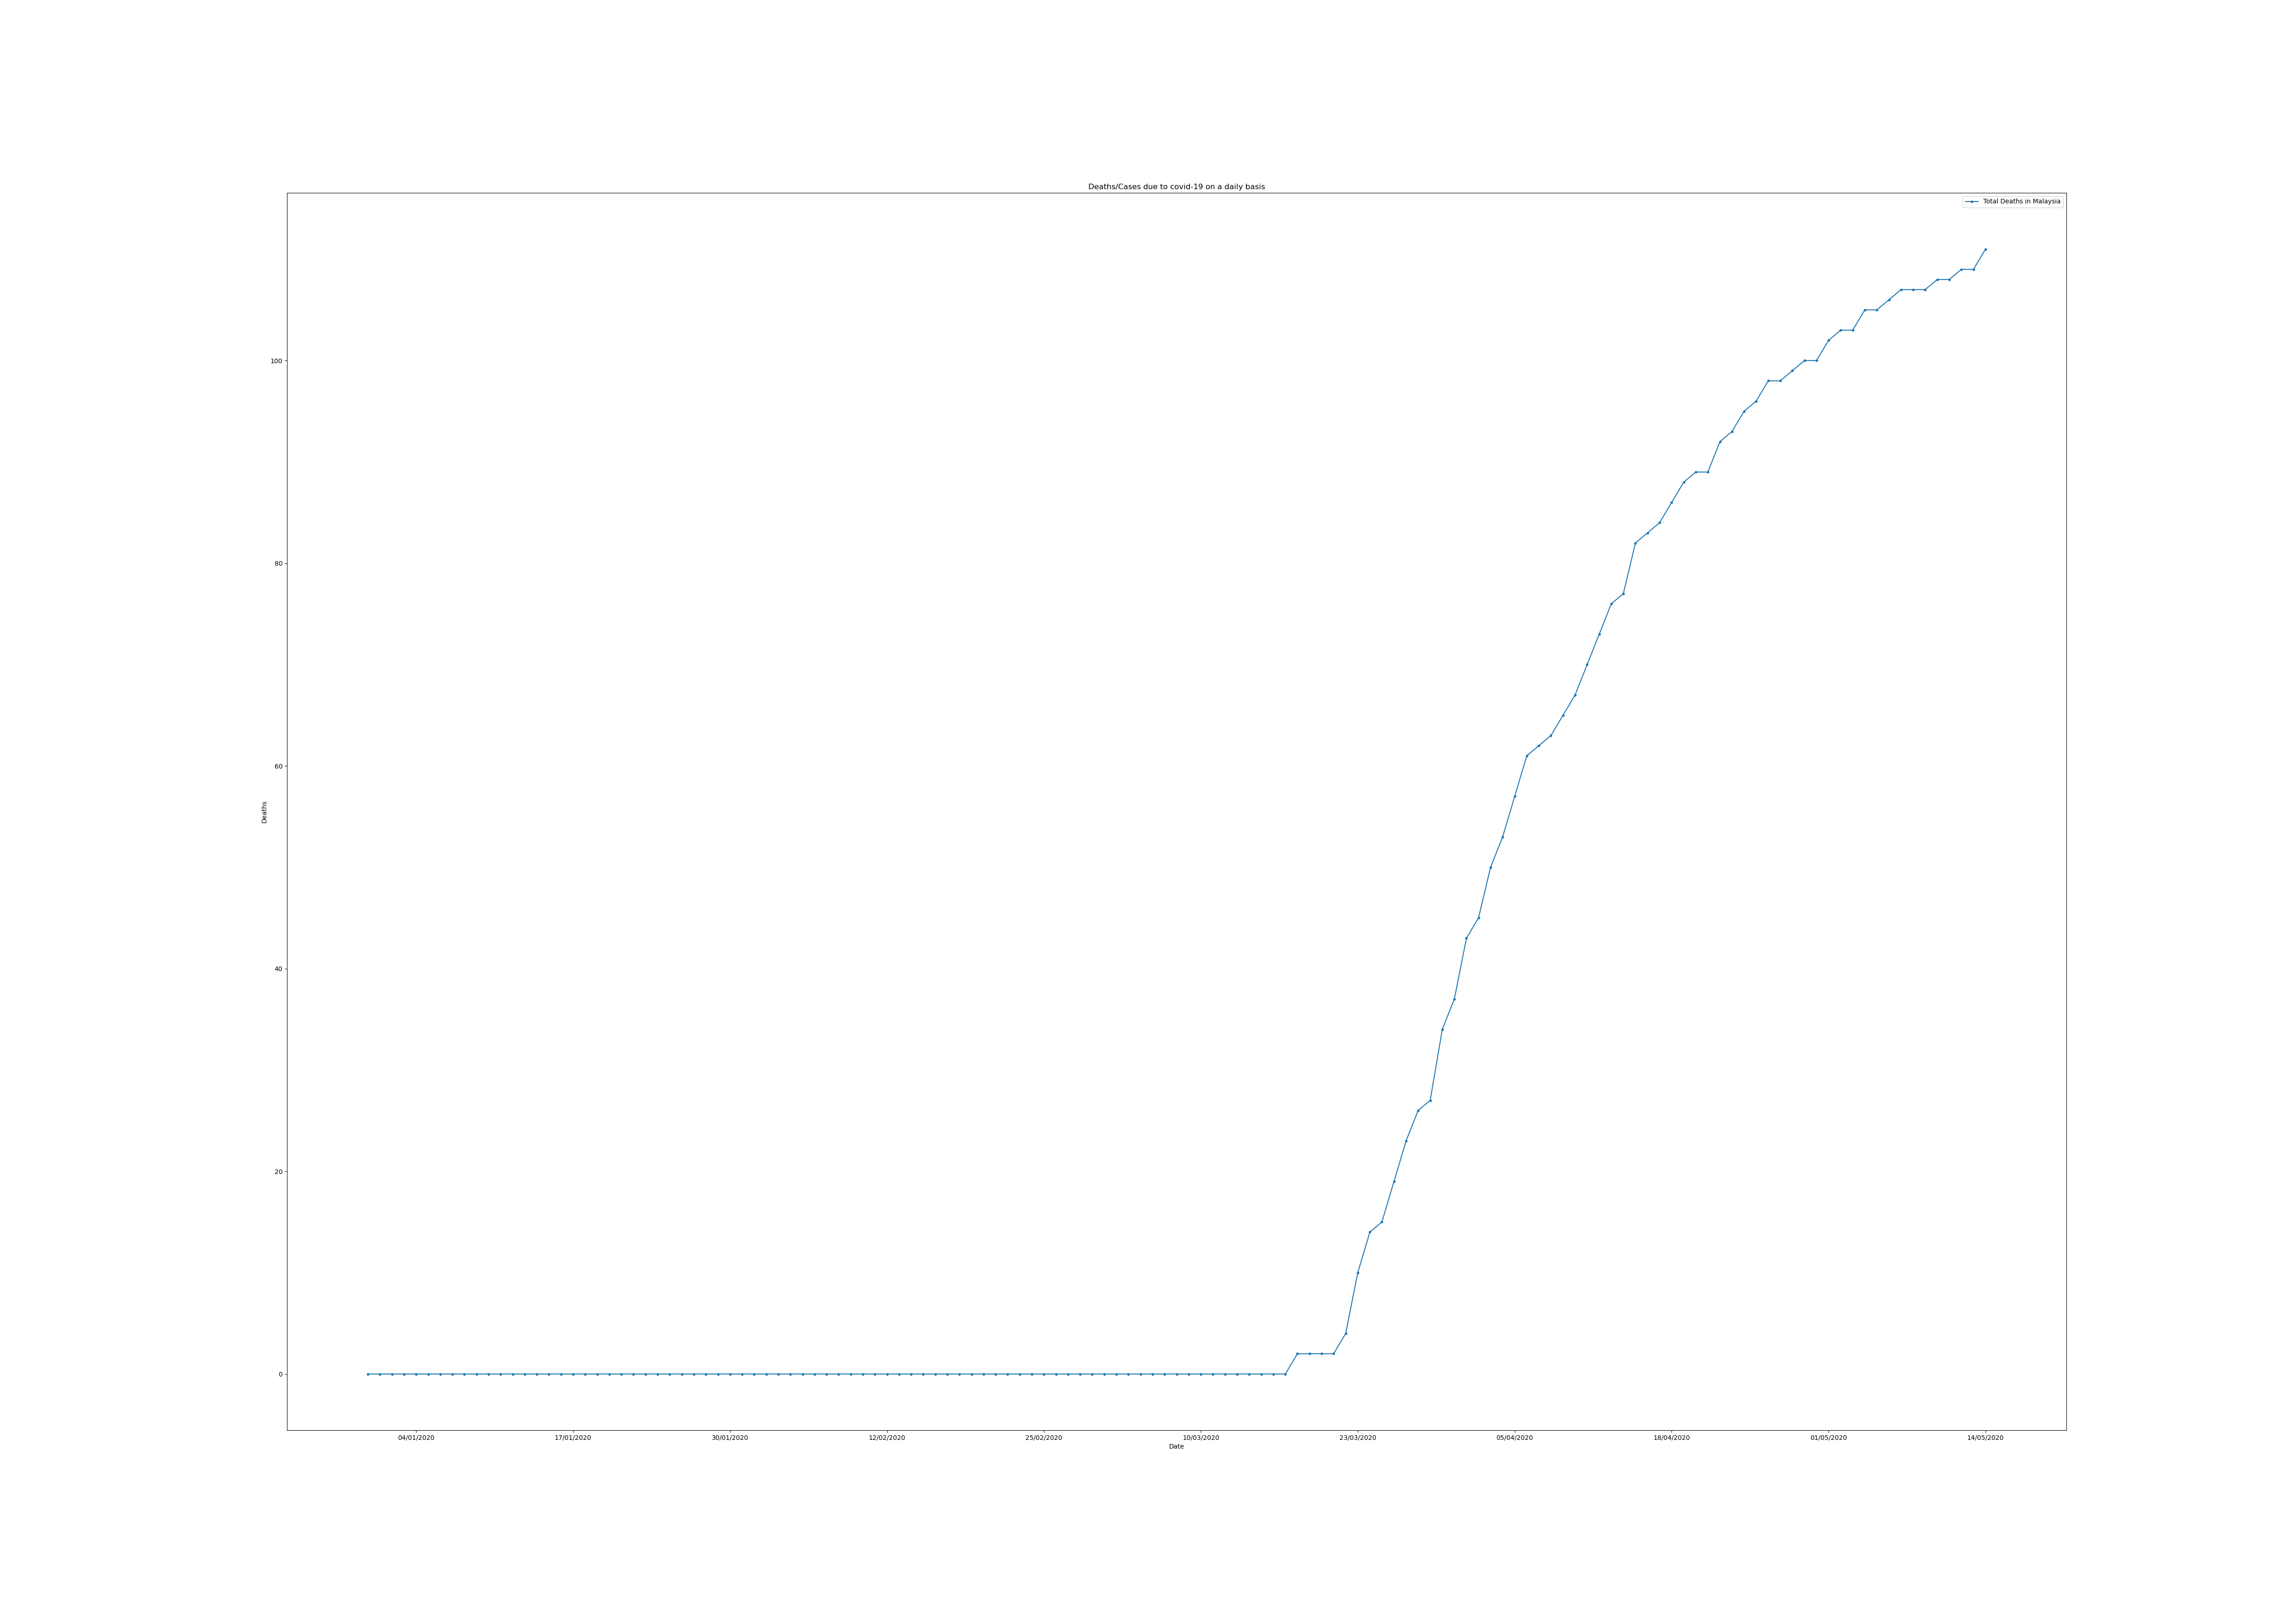 Deaths/Cases due to covid-19 on a daily basis
Total Deaths in Malaysia
100
80
60
40
20
0
Deaths
04/01/2020 17/01/2020 30/01/2020 12/02/2020 25/02/2020 10/03/2020 23/03/2020 05/04/2020 18/04/2020 01/05/2020 14/05/2020
Date